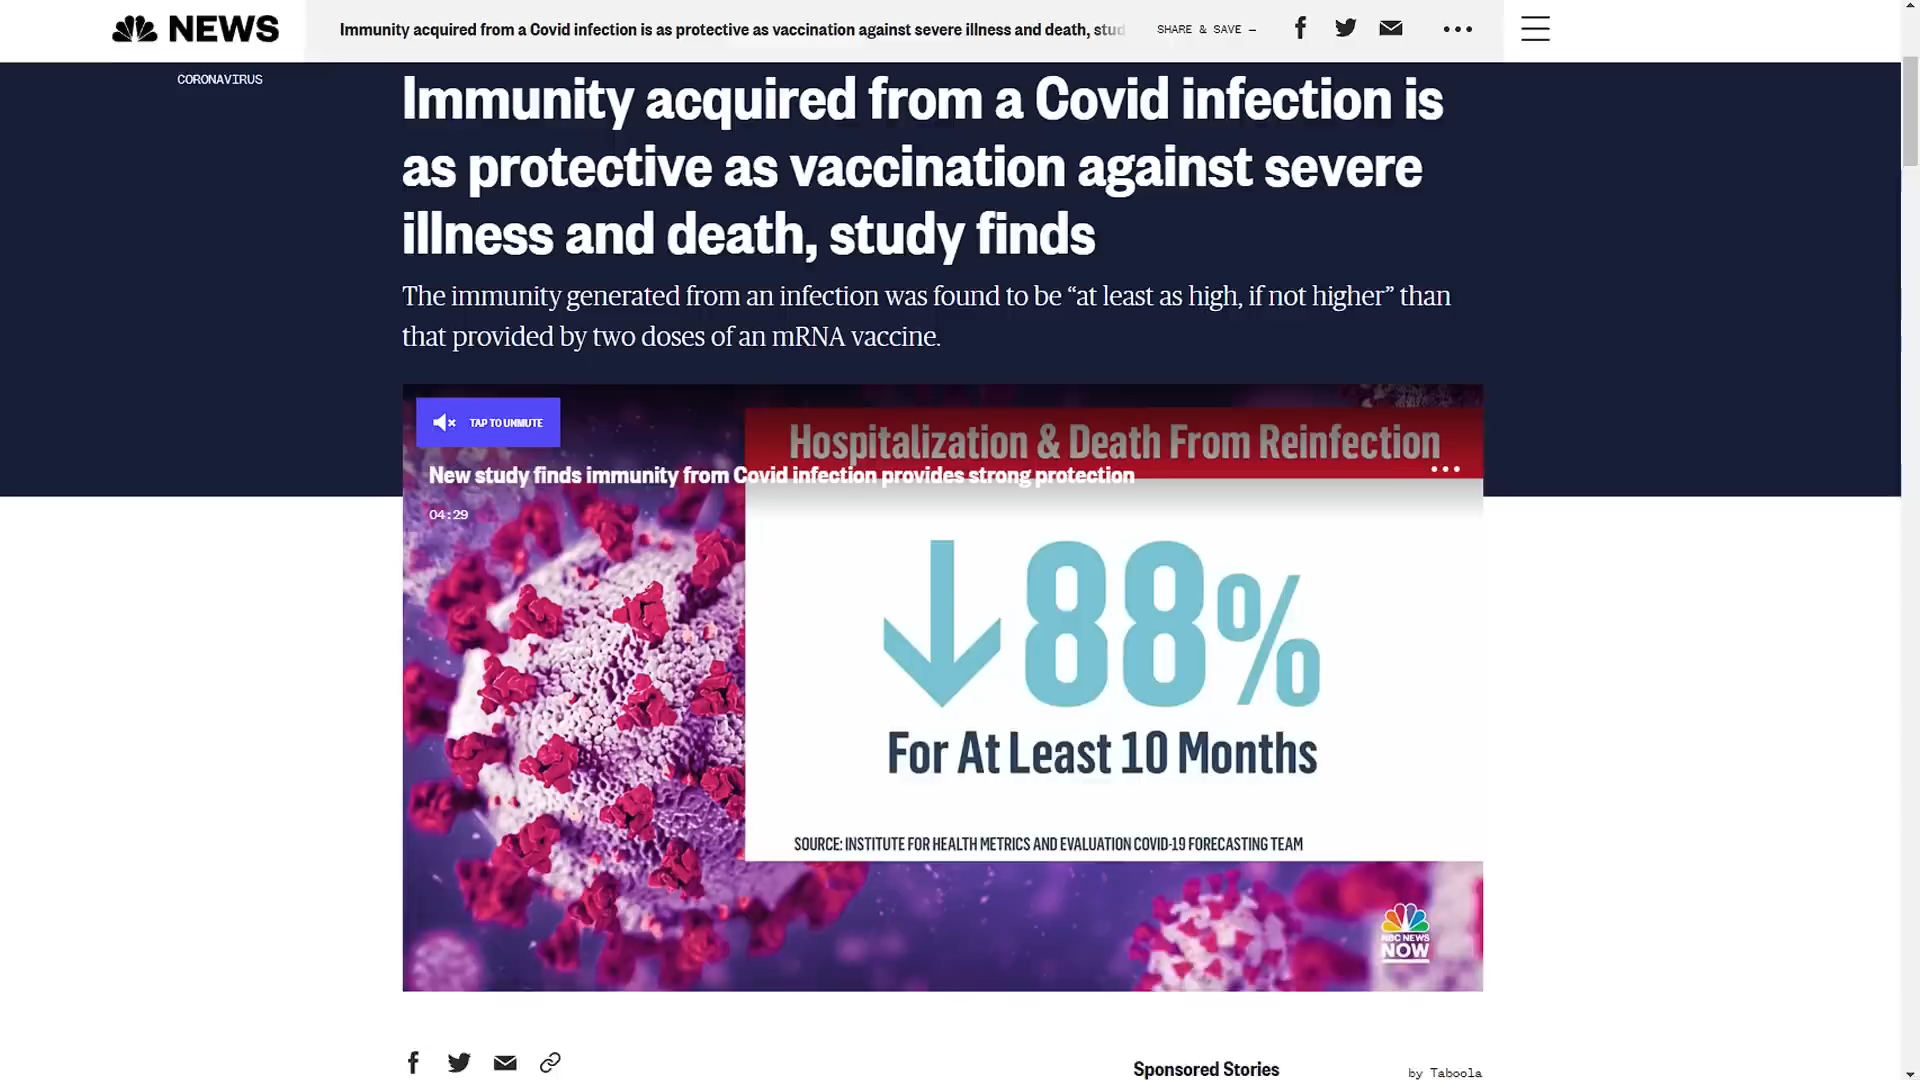 NEWS
Immunity acquired from a Covid infection is as protective as vaccination against severe illness and death, stud
SHARE & SAVE —
CORONAVIRUS
Immunity acquired from a Covid infection is
as protective as vaccination against severe
illness and death, study finds
The immunity generated from an infection was found to be “at least as high, if not higher” than
that provided by two doses of an mRNA vaccine.
TAP TO UNMUTE
Hospitalization & Death From Reinfection
New study finds immunity from Covid infection provides strong protection
04:29
↓88%
For At Least 10 Months
SOURCE: INSTITUTE FOR HEALTH METRICS AND EVALUATION COVID-19 FORECASTING TEAM
NBC NEWS
NOW
Sponsored Stories
by Taboola